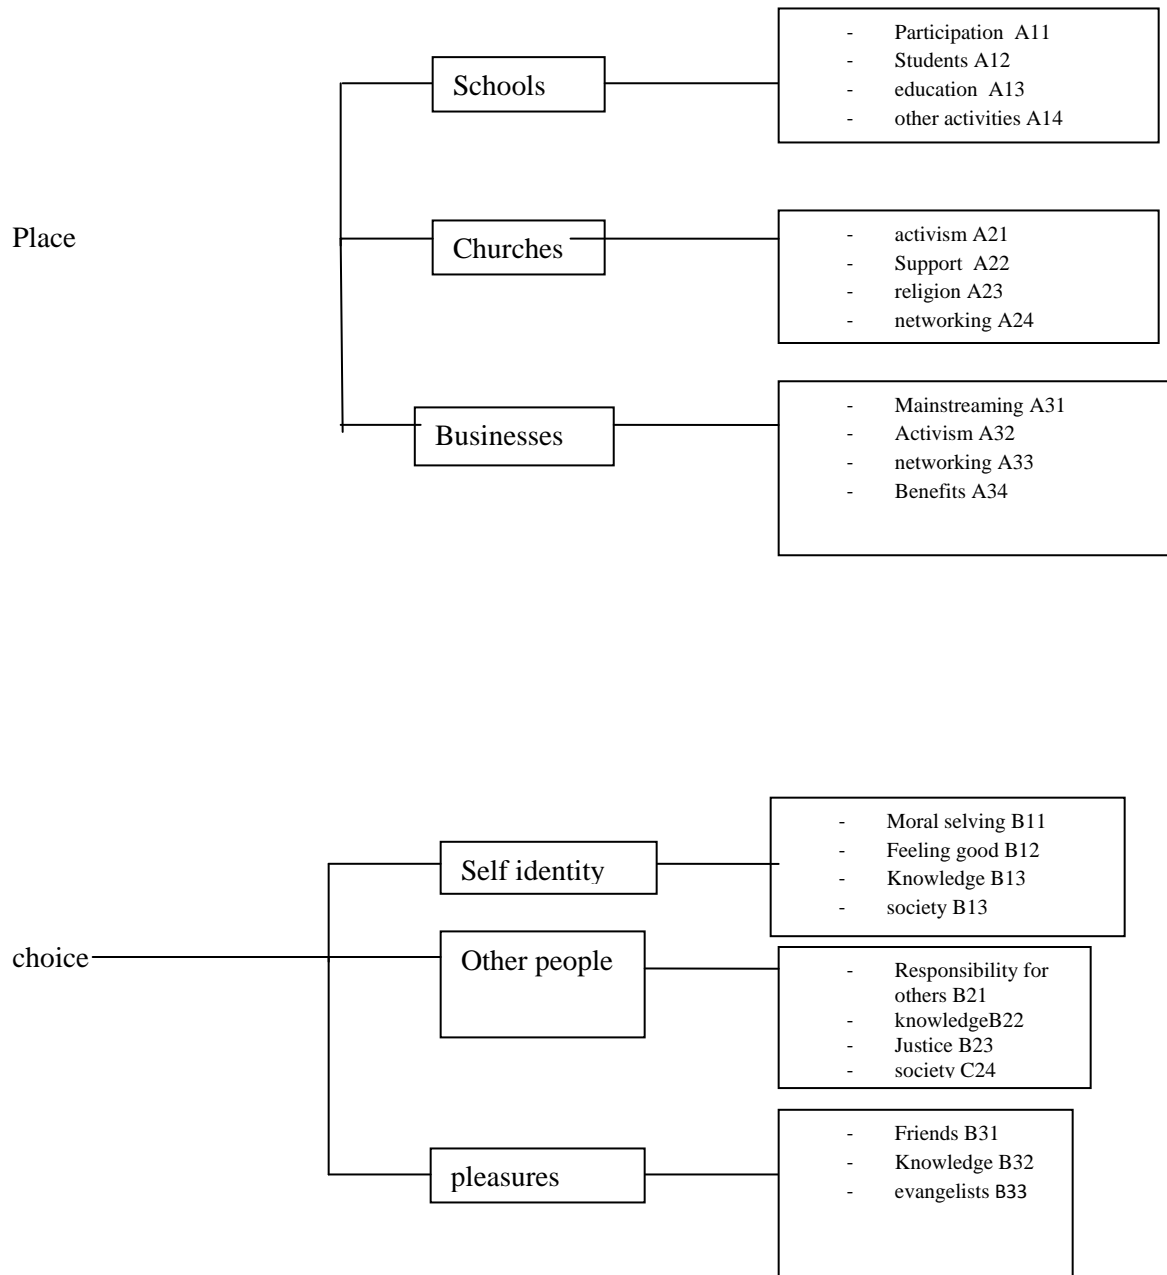 Place
Schools
- Participation A11
- Students A12
- education A13
- other activities A14
Churches
- activism A21
- Support A22
- religion A23
- networking A24
Businesses
- Mainstreaming A31
- Activism A32
- networking A33
- Benefits A34
choice
Self identity
- Moral selving B11
- Feeling good B12
- Knowledge B13
- society B13
Other people
- Responsibility for
others B21
- knowledgeB22
- Justice B23
- society C24
pleasures
- Friends B31
- Knowledge B32
- evangelists B33